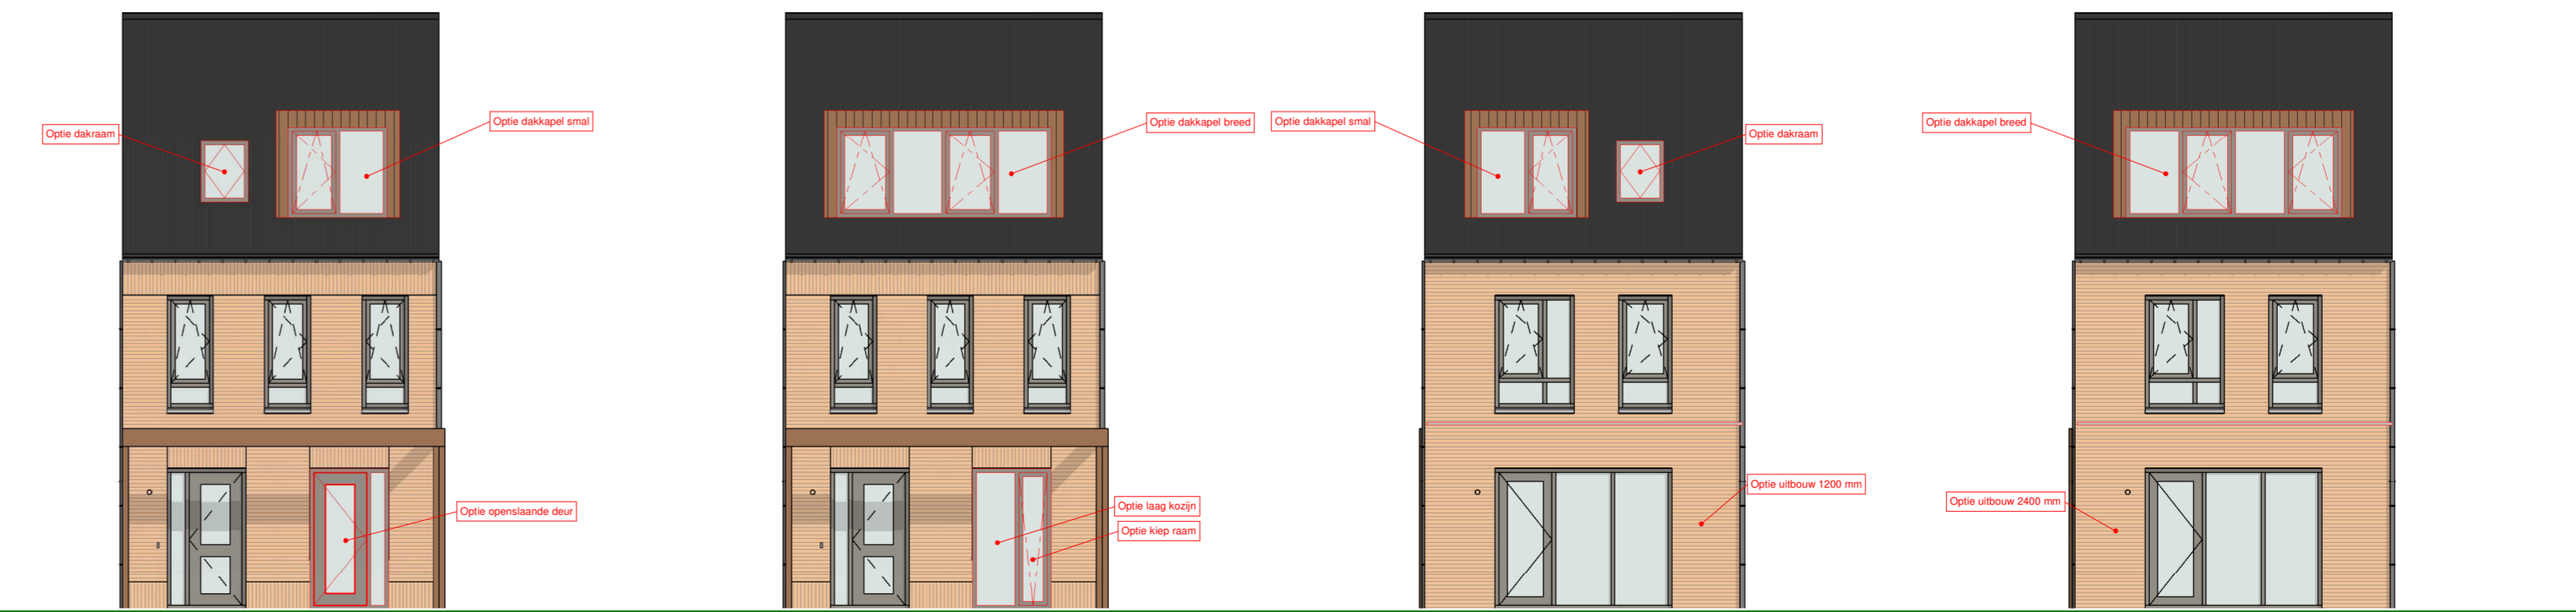 Optie dakraam
Optie dakkapel smal
Optie openslaande deur
Optie dakkapel breed
Optie laag kozijn
Optie kiep raam
Optie dakkapel smal
Optie dakraam
Optie uitbouw 1200 mm
Optie dakkapel breed
Optie uitbouw 2400 mm